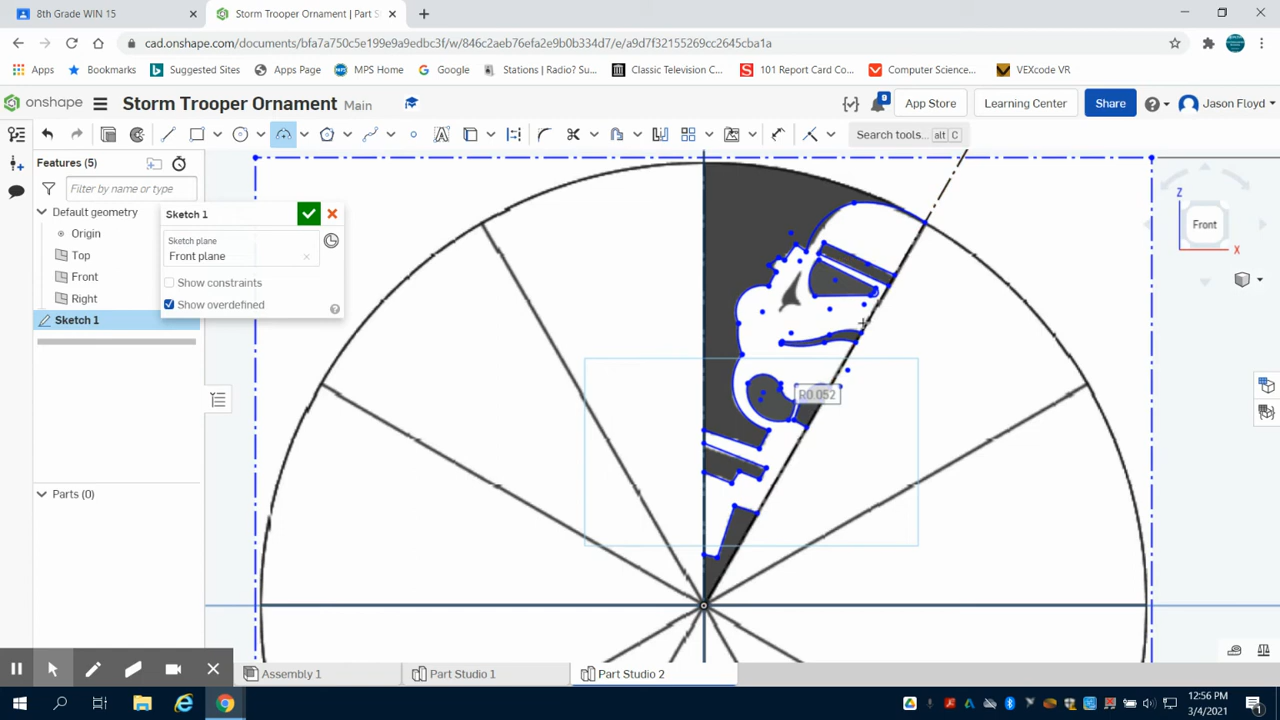 8th Grade WIN 15
Storm Trooper Ornament | Part S
cad.onshape.com/documents/bfa7a750c5e199e9a9edbc3f/w/846c2aeb76efa2e9b0b334d7/e/a9d7f32155269cc2645cba1a
Apps Bookmarks Suggested Sites Apps Page MPS Home Google Stations | Radio? Su... Classic Television C... 101 Report Card Co... Computer Science... VEXcode VR
onshape Storm Trooper Ornament Main 9 App Store Learning Center Share Jason Floyd
Search tools... alt C
Features (5)
Filter by name or type
Default geometry
Origin
Top
Front
Right
Sketch 1
Sketch 1
Sketch plane
Front plane
Show constraints
Show overdefined
Parts (0)
R0.052
Z
Front
X
Assembly 1 Part Studio 1 Part Studio 2
12:56 PM
3/4/2021
1